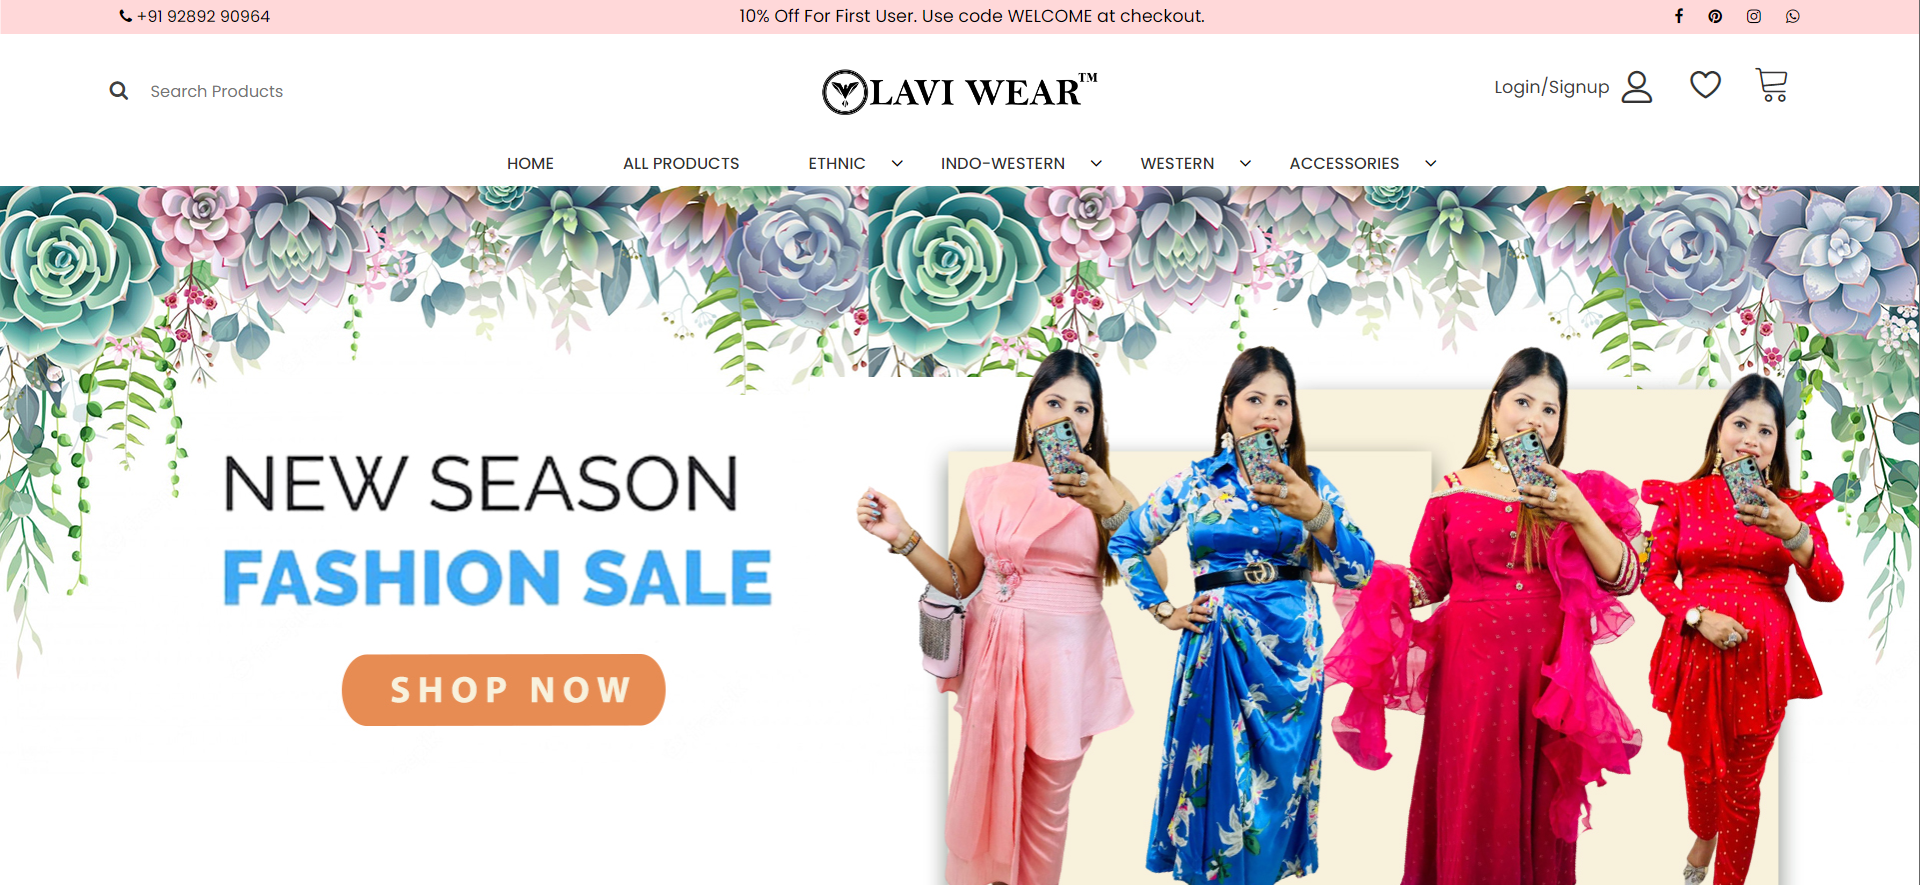 +91 92892 90964
10% Off For First User. Use code WELCOME at checkout.
Search Products
LAVI WEAR™
Login/Signup
HOME
ALL PRODUCTS
ETHNIC
INDO-WESTERN
WESTERN
ACCESSORIES
NEW SEASON
FASHION SALE
SHOP NOW